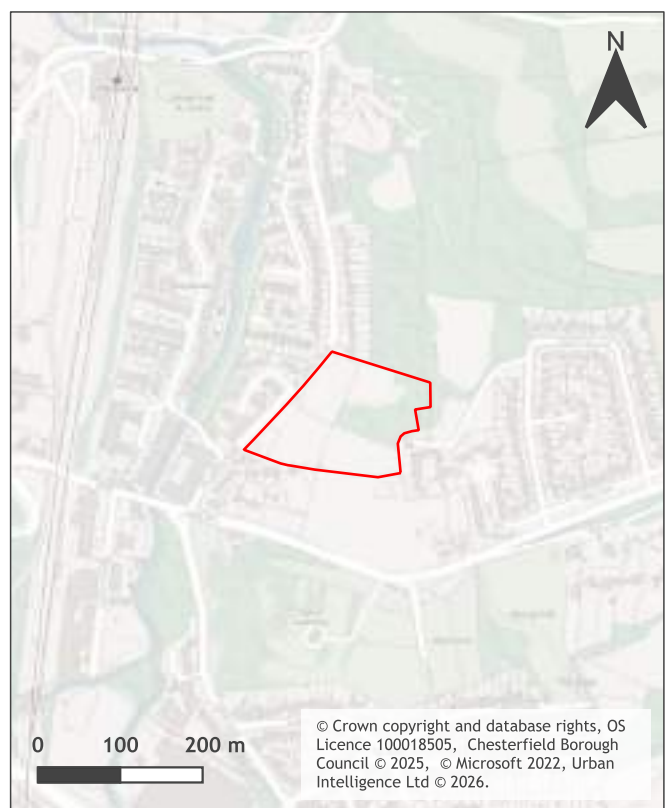 N
0 100 200 m
© Crown copyright and database rights, OS
Licence 100018505, Chesterfield Borough
Council © 2025, © Microsoft 2022, Urban
Intelligence Ltd © 2026.